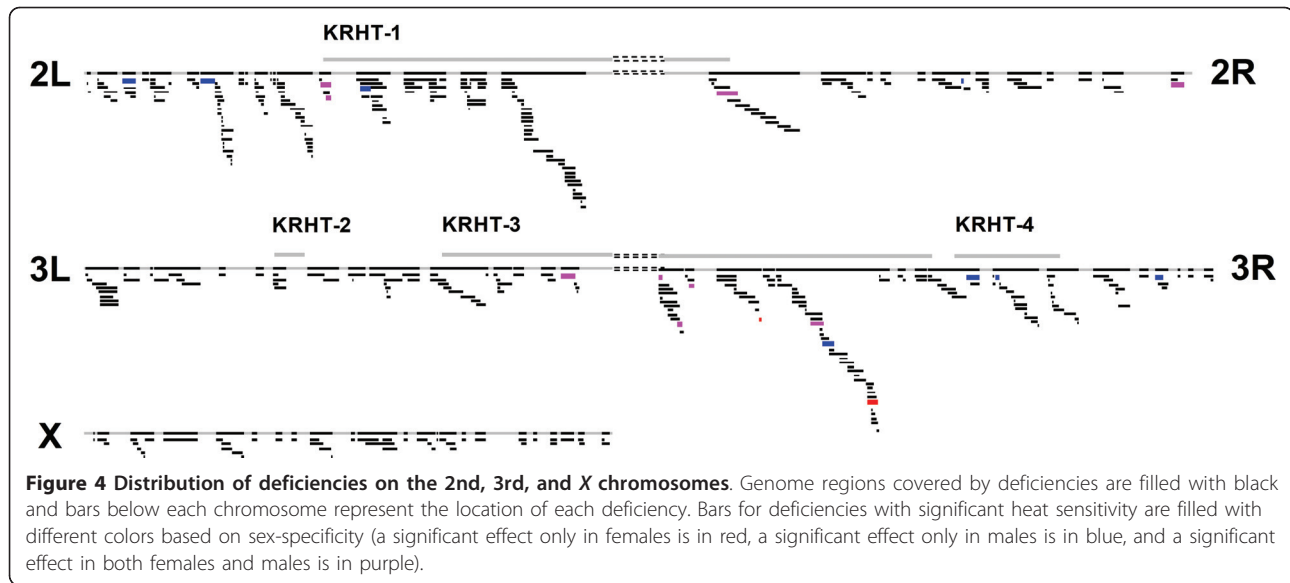 KRHT-1
2L
2R
KRHT-2
KRHT-3
KRHT-4
3L
3R
X
Figure 4 Distribution of deficiencies on the 2nd, 3rd, and X chromosomes. Genome regions covered by deficiencies are filled with black
and bars below each chromosome represent the location of each deficiency. Bars for deficiencies with significant heat sensitivity are filled with
different colors based on sex-specificity (a significant effect only in females is in red, a significant effect only in males is in blue, and a significant
effect in both females and males is in purple).